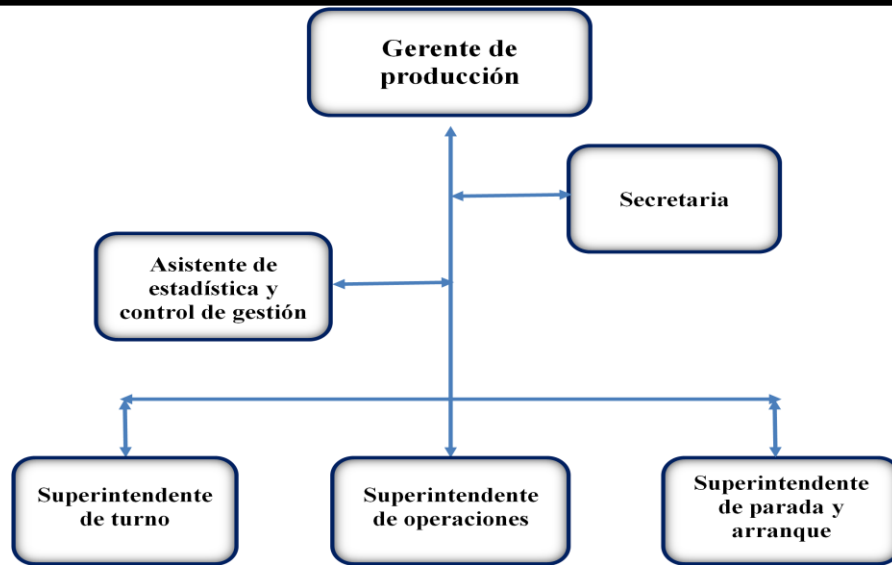 Gerente de
producción
Secretaria
Asistente de
estadística y
control de gestión
Superintendente
de turno
Superintendente
de operaciones
Superintendente
de parada y
arranque